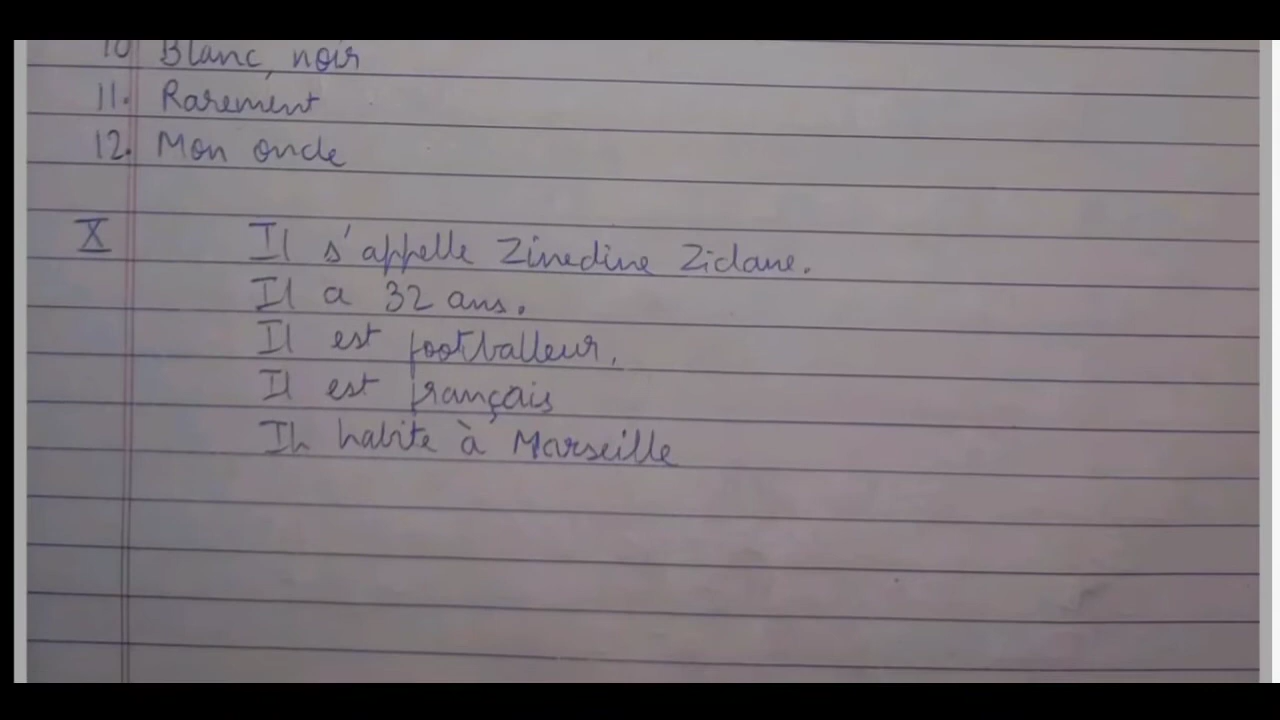 10 Blanc, noir
11. Rarement
12. Mon oncle
X Il s'appelle Zinedine Zidane.
Il a 32 ans.
Il est footballeur.
Il est français
Il habite à Marseille